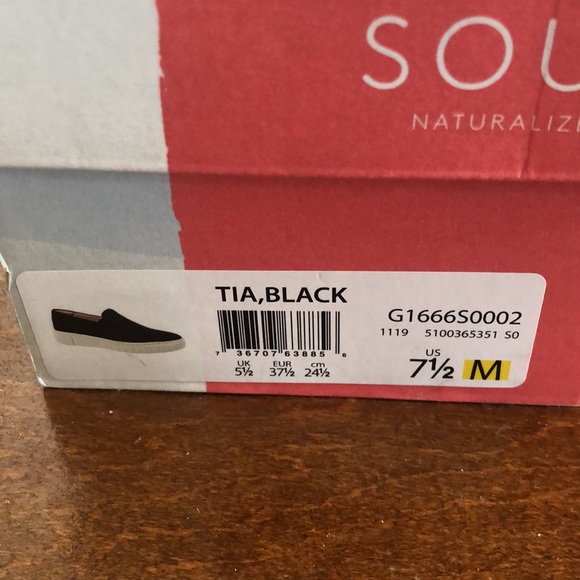 SOU
NATURALIZ
TIA,BLACK
7 36707 63885 6
UK EUR cm
5½ 37½ 24½
G1666S0002
1119 5100365351 S0
US
7½ M